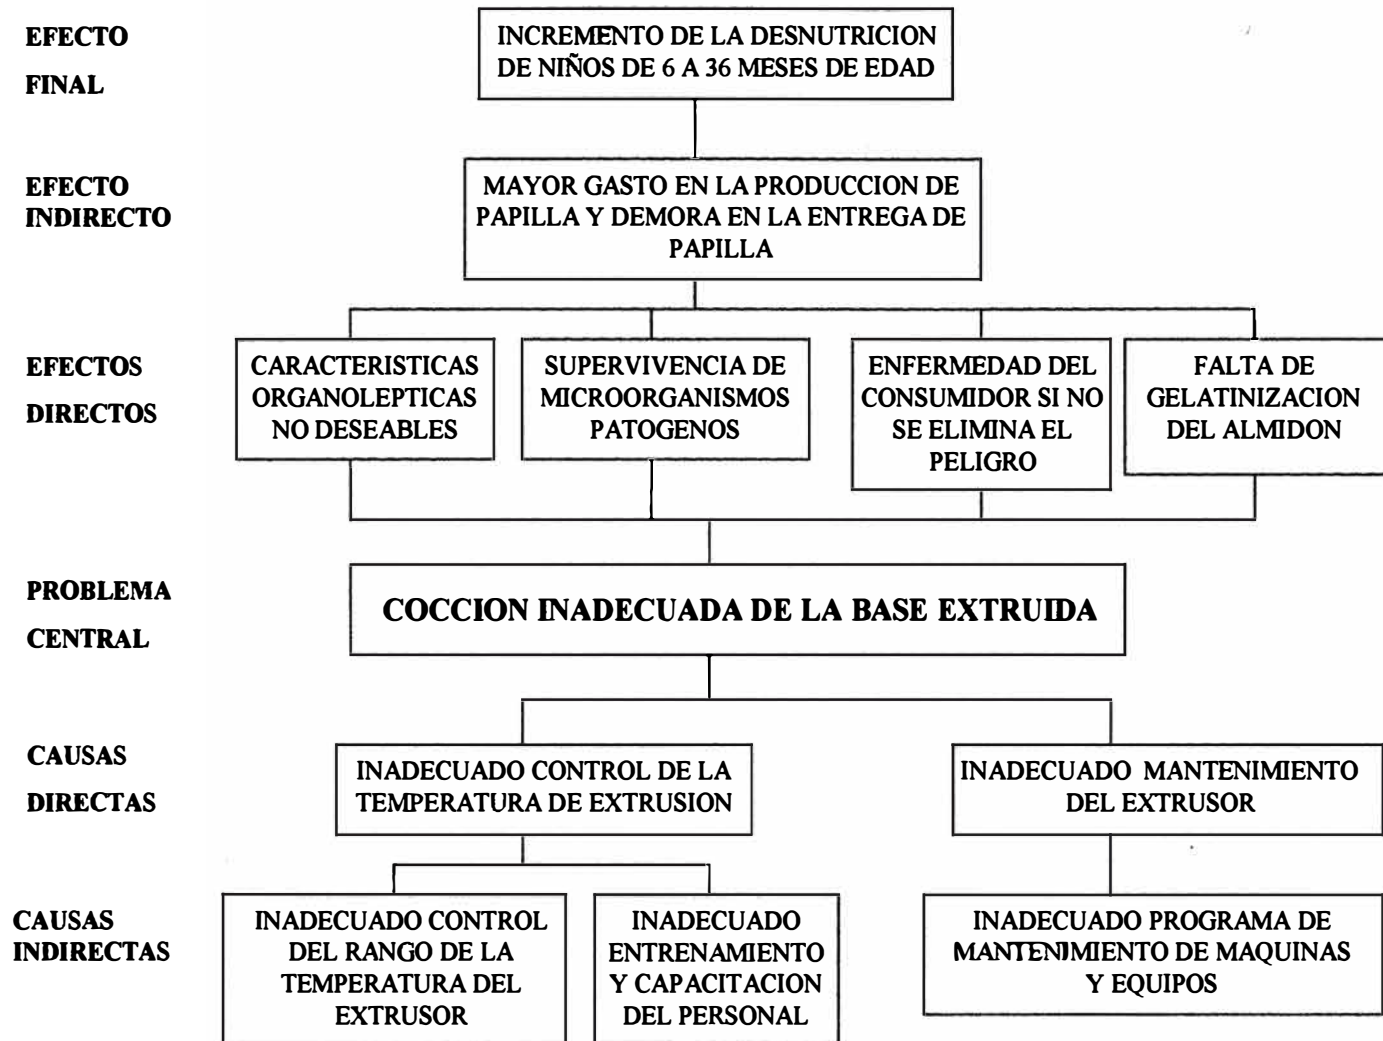 EFECTO
FINAL
INCREMENTO DE LA DESNUTRICION
DE NIÑOS DE 6 A 36 MESES DE EDAD
EFECTO
INDIRECTO
MAYOR GASTO EN LA PRODUCCION DE
PAPILLA Y DEMORA EN LA ENTREGA DE
PAPILLA
EFECTOS
DIRECTOS
CARACTERISTICAS
ORGANOLEPTICAS
NO DESEABLES
SUPERVIVENCIA DE
MICROORGANISMOS
PATOGENOS
ENFERMEDAD DEL
CONSUMIDOR SI NO
SE ELIMINA EL
PELIGRO
FALTA DE
GELATINIZACION
DEL ALMIDON
PROBLEMA
CENTRAL
COCCION INADECUADA DE LA BASE EXTRUIDA
CAUSAS
DIRECTAS
INADECUADO CONTROL DE LA
TEMPERATURA DE EXTRUSION
INADECUADO MANTENIMIENTO
DEL EXTRUSOR
CAUSAS
INDIRECTAS
INADECUADO CONTROL
DEL RANGO DE LA
TEMPERATURA DEL
EXTRUSOR
INADECUADO
ENTRENAMIENTO
Y CAPACITACION
DEL PERSONAL
INADECUADO PROGRAMA DE
MANTENIMIENTO DE MAQUINAS
Y EQUIPOS